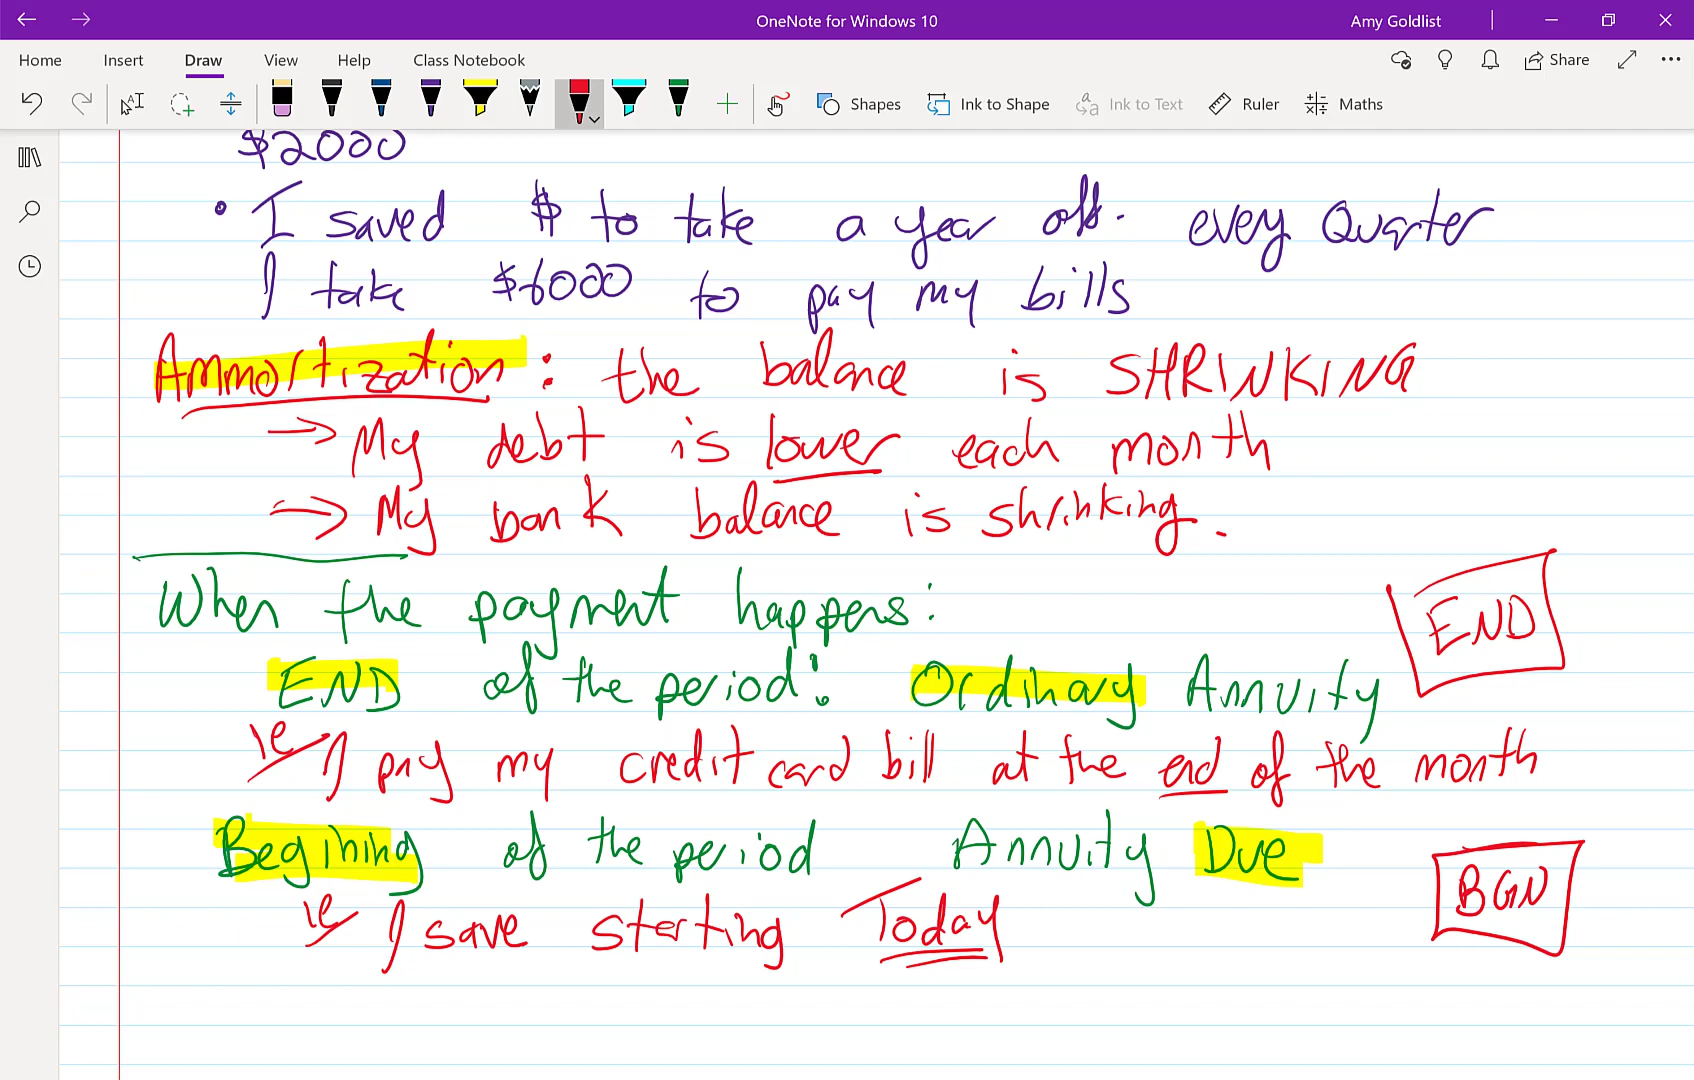 OneNote for Windows 10
Amy Goldlist
Home Insert Draw View Help Class Notebook
Share
Shapes Ink to Shape Ink to Text Ruler Maths
$2000
• I saved $ to take a year off. every Quarter
I take $6000 to pay my bills
Ammortization: the balance is SHRINKING
→ My debt is lower each month
→ My bank balance is shrinking.
When the payment happens:
END
END of the period: Ordinary Annuity
ie I pay my credit card bill at the end of the month
Begining of the period Annuity Due
BGN
ie I save starting Today